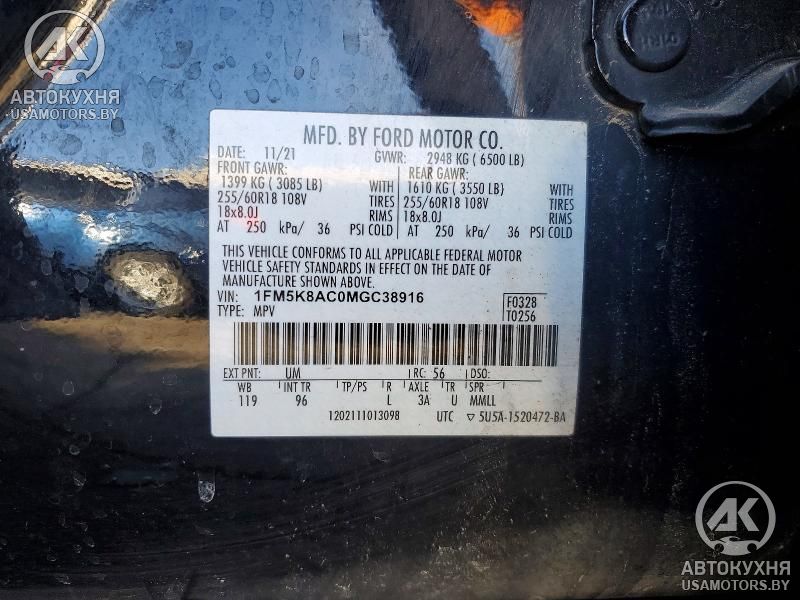 AK
АВТОКУХНЯ
USAMOTORS.BY
MFD. BY FORD MOTOR CO.
DATE: 11/21 GVWR: 2948 KG ( 6500 LB)
FRONT GAWR: REAR GAWR:
1399 KG ( 3085 LB) WITH 1610 KG ( 3550 LB) WITH
255/60R18 108V TIRES 255/60R18 108V TIRES
18x8.0J RIMS 18x8.0J RIMS
AT 250 kPa/ 36 PSI COLD AT 250 kPa/ 36 PSI COLD
THIS VEHICLE CONFORMS TO ALL APPLICABLE FEDERAL MOTOR
VEHICLE SAFETY STANDARDS IN EFFECT ON THE DATE OF
MANUFACTURE SHOWN ABOVE.
VIN: 1FM5K8AC0MGC38916 F0328
TYPE: MPV T0256
EXT PNT: UM RC: 56 DSO:
WB INT TR TP/PS R AXLE TR SPR
119 96 L 3A U MMLL
1202111013098 UTC ▽ 5U5A-1520472-BA
AK
АВТОКУХНЯ
USAMOTORS.BY